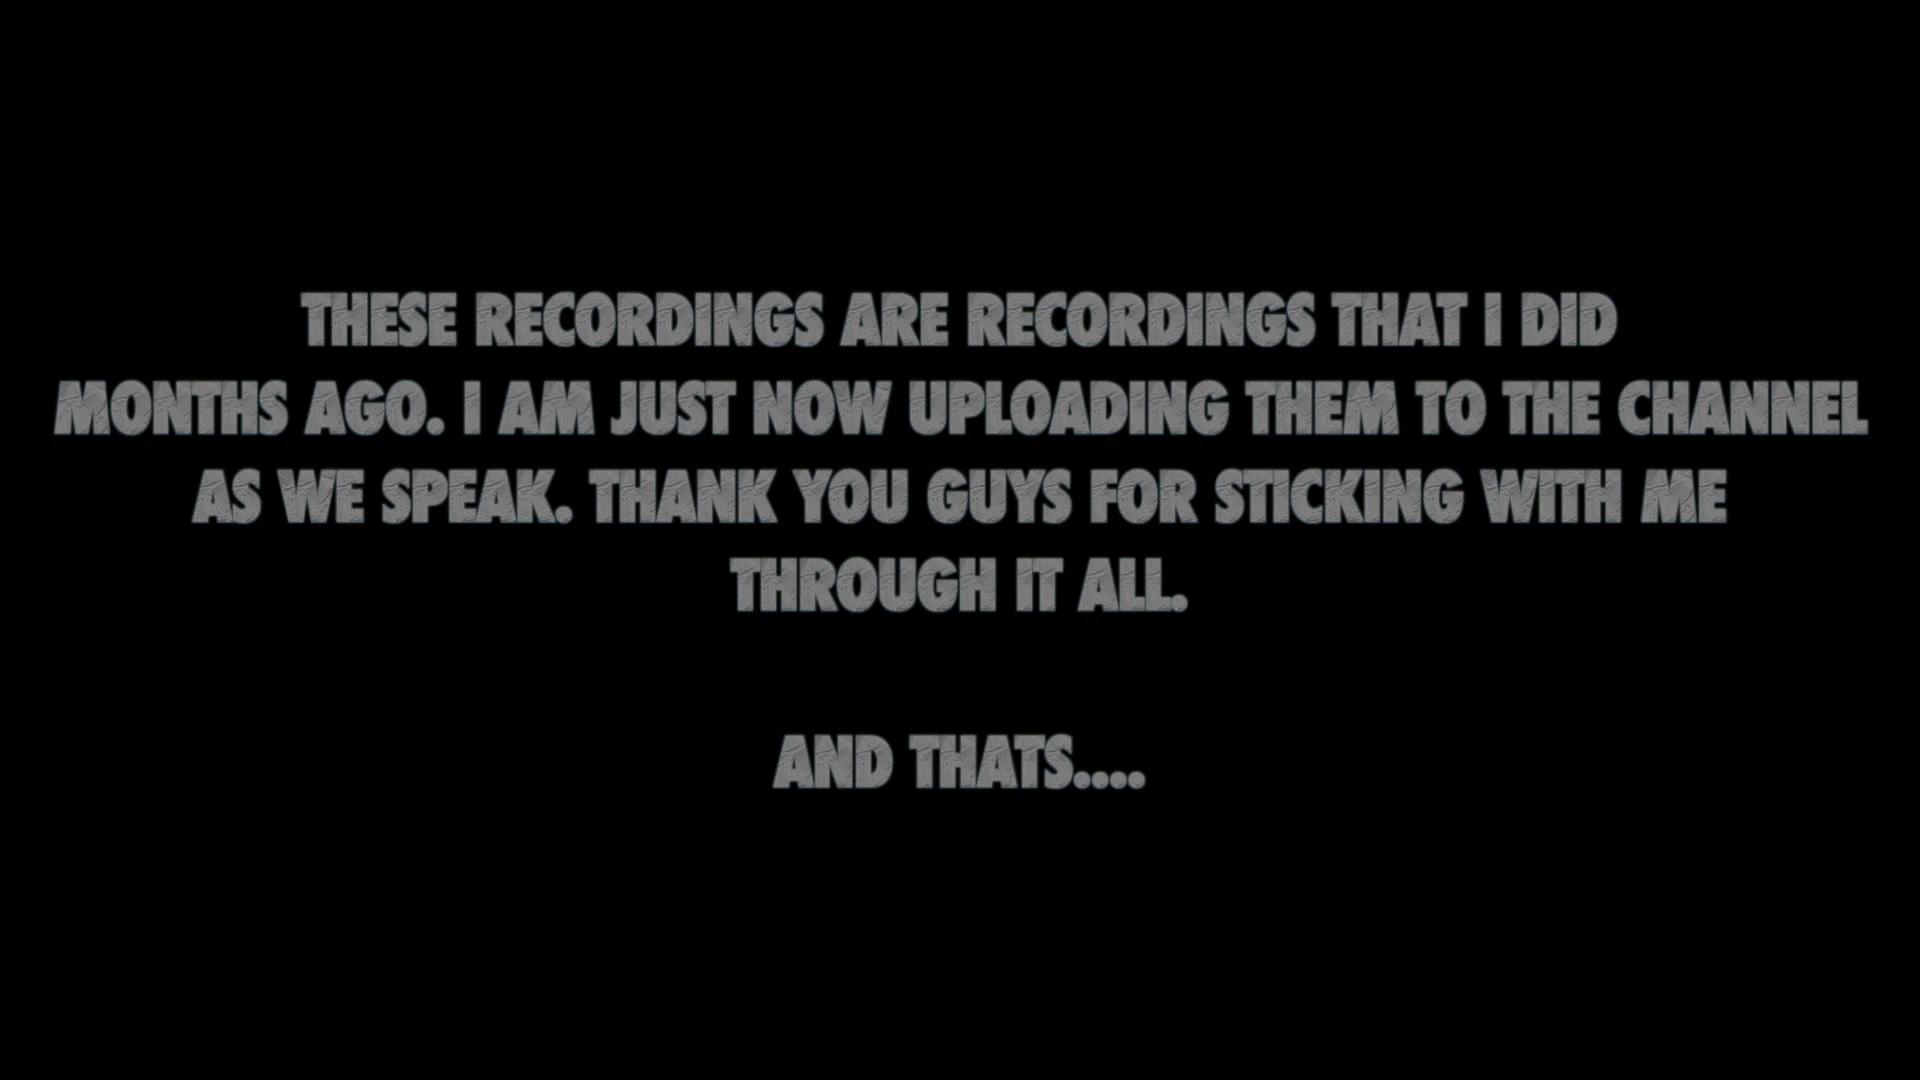 THESE RECORDINGS ARE RECORDINGS THAT I DID
MONTHS AGO. I AM JUST NOW UPLOADING THEM TO THE CHANNEL
AS WE SPEAK. THANK YOU GUYS FOR STICKING WITH ME
THROUGH IT ALL.
AND THATS....